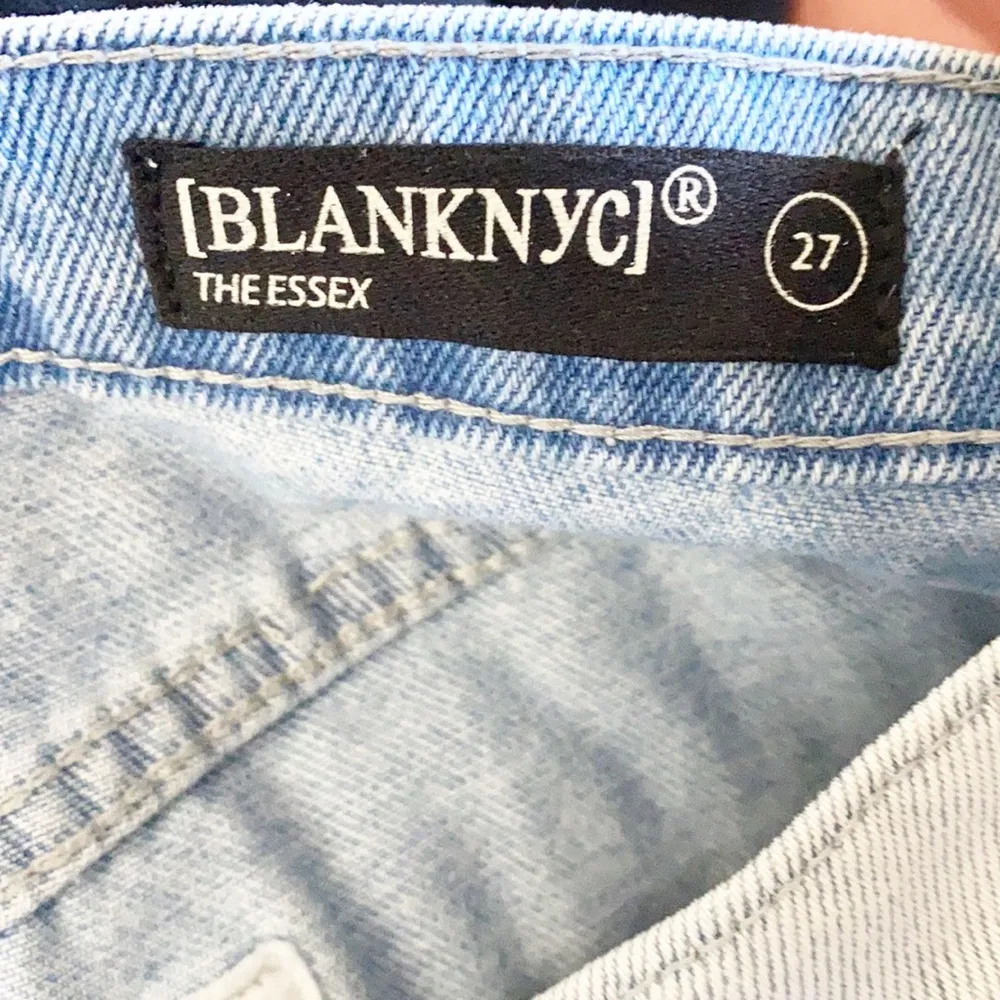 [BLANKNYC]®
THE ESSEX
27